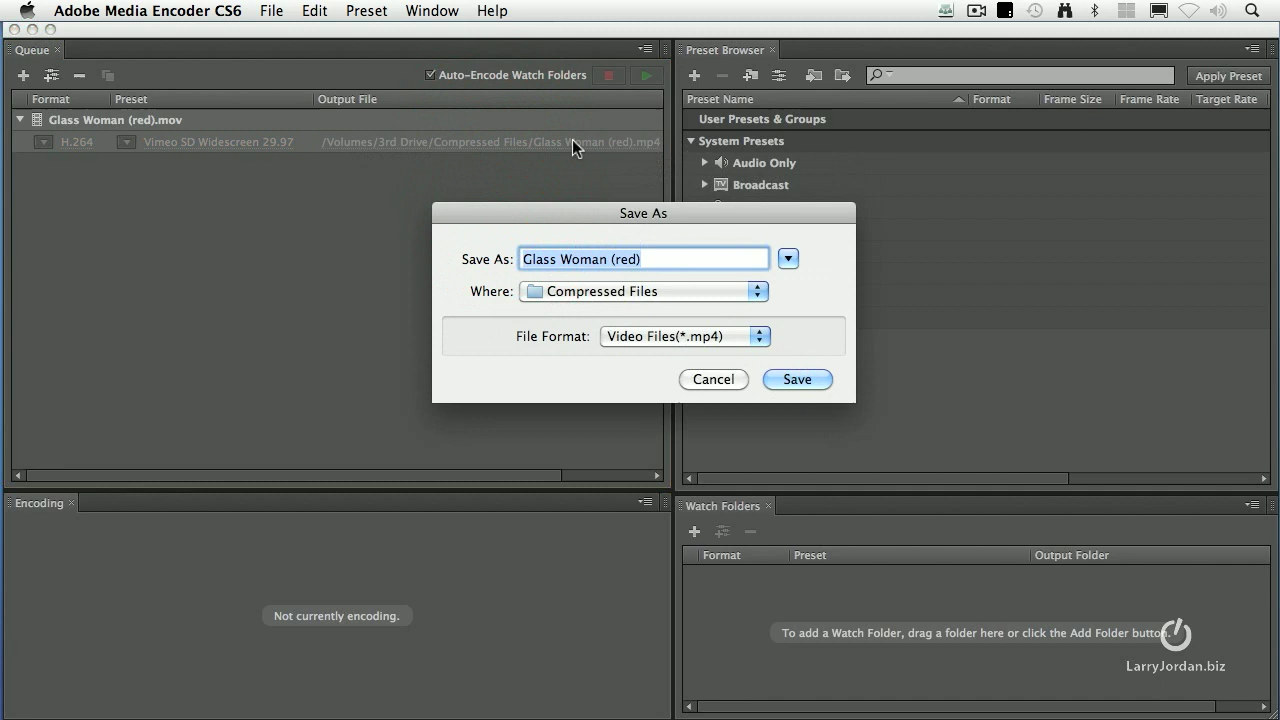 Adobe Media Encoder CS6 File Edit Preset Window Help
Queue
Auto-Encode Watch Folders
Format Preset Output File
Glass Woman (red).mov
H.264 Vimeo SD Widescreen 29.97 /Volumes/3rd Drive/Compressed Files/Glass Woman (red).mp4
Preset Browser
Apply Preset
Preset Name Format Frame Size Frame Rate Target Rate
User Presets & Groups
System Presets
Audio Only
TV Broadcast
Save As
Save As: Glass Woman (red)
Where: Compressed Files
File Format: Video Files(*.mp4)
Cancel Save
Encoding
Not currently encoding.
Watch Folders
Format Preset Output Folder
To add a Watch Folder, drag a folder here or click the Add Folder button.
LarryJordan.biz